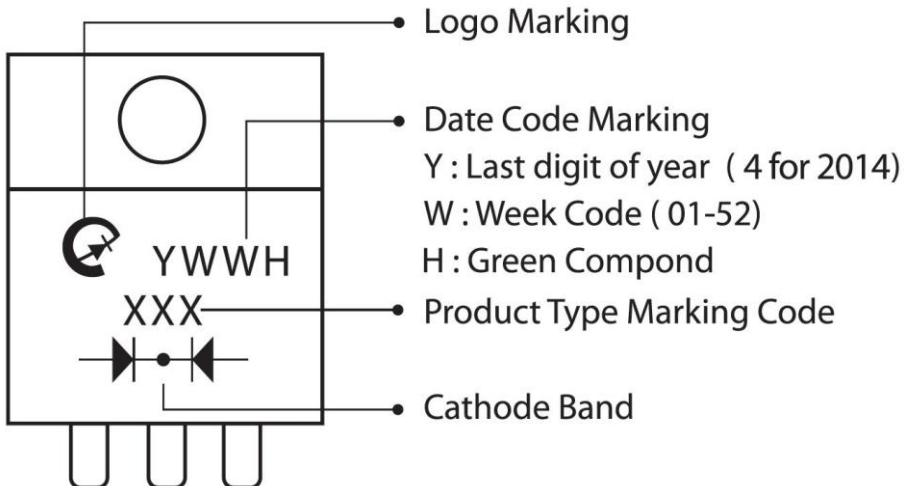 Logo Marking
Date Code Marking
Y : Last digit of year ( 4 for 2014)
W : Week Code ( 01-52)
H : Green Compond
YWWH
XXX
Product Type Marking Code
Cathode Band